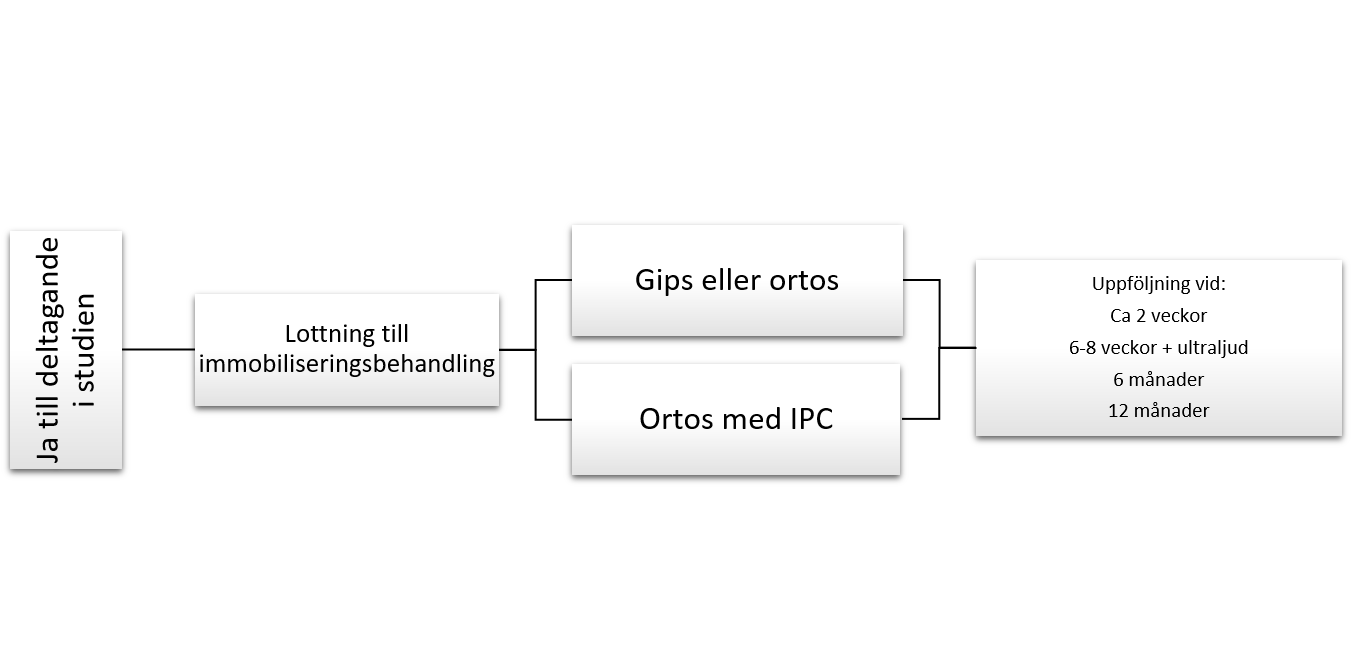 Ja till deltagande
i studien
Lottning till
immobiliseringsbehandling
Gips eller ortos
Ortos med IPC
Uppföljning vid:
Ca 2 veckor
6-8 veckor + ultraljud
6 månader
12 månader